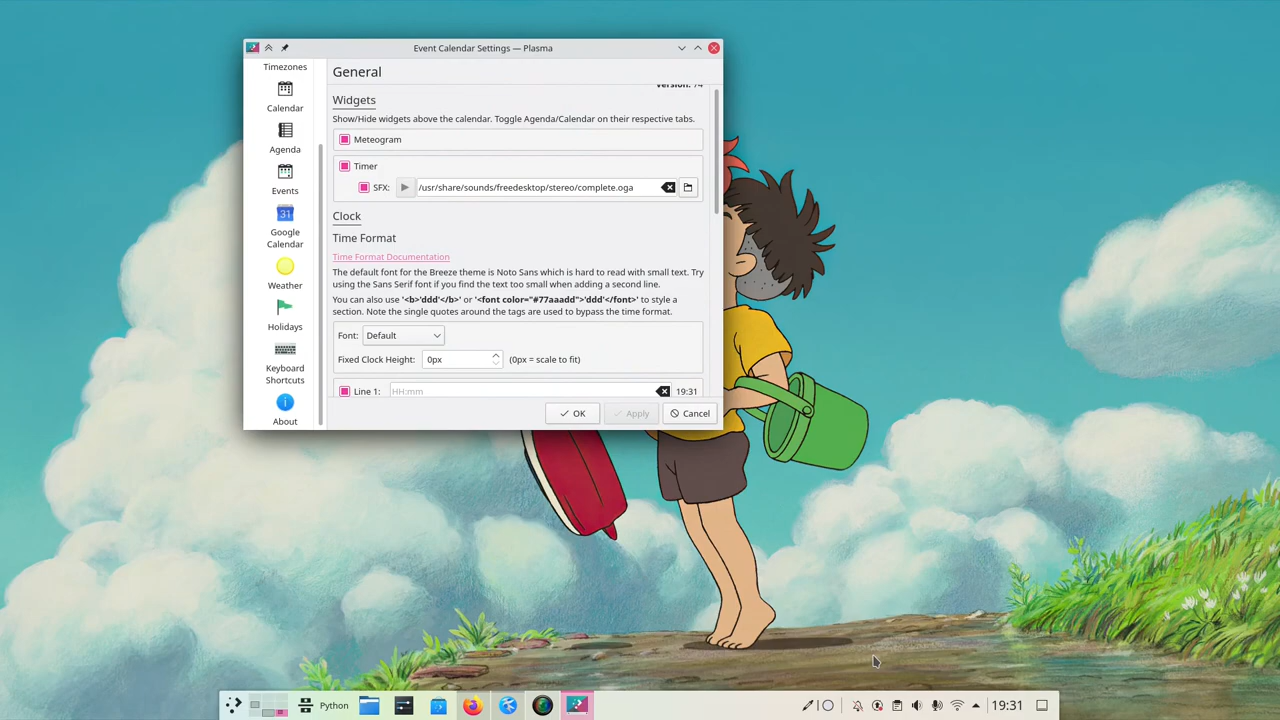 Event Calendar Settings — Plasma
Timezones
Calendar
Agenda
Events
31
Google
Calendar
Weather
Holidays
Keyboard
Shortcuts
About
General
Version: 74
Widgets
Show/Hide widgets above the calendar. Toggle Agenda/Calendar on their respective tabs.
Meteogram
Timer
SFX: /usr/share/sounds/freedesktop/stereo/complete.oga
Clock
Time Format
Time Format Documentation
The default font for the Breeze theme is Noto Sans which is hard to read with small text. Try
using the Sans Serif font if you find the text too small when adding a second line.
You can also use '<b>'ddd'</b>' or '<font color="#77aaadd">'ddd'</font>' to style a
section. Note the single quotes around the tags are used to bypass the time format.
Font: Default
Fixed Clock Height: 0px (0px = scale to fit)
Line 1: HH:mm 19:31
OK Apply Cancel
Python 19:31